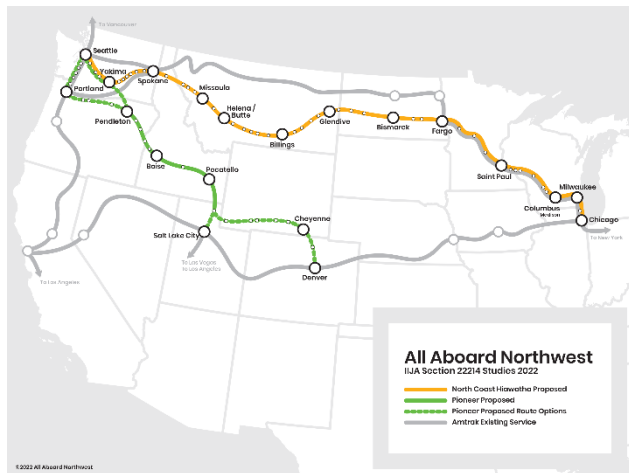 To Vancouver
Seattle
Yakima
Spokane
Portland
Pendleton
Missoula
Helena /
Butte
Billings
Glendive
Bismarck
Fargo
Saint Paul
Milwaukee
Columbus
Madison
Chicago
To New York
Boise
Pocatello
Salt Lake City
Cheyenne
Denver
To Las Vegas
To Los Angeles
To Los Angeles
All Aboard Northwest
IIJA Section 22214 Studies 2022
North Coast Hiawatha Proposed
Pioneer Proposed
Pioneer Proposed Route Options
Amtrak Existing Service
©2022 All Aboard Northwest